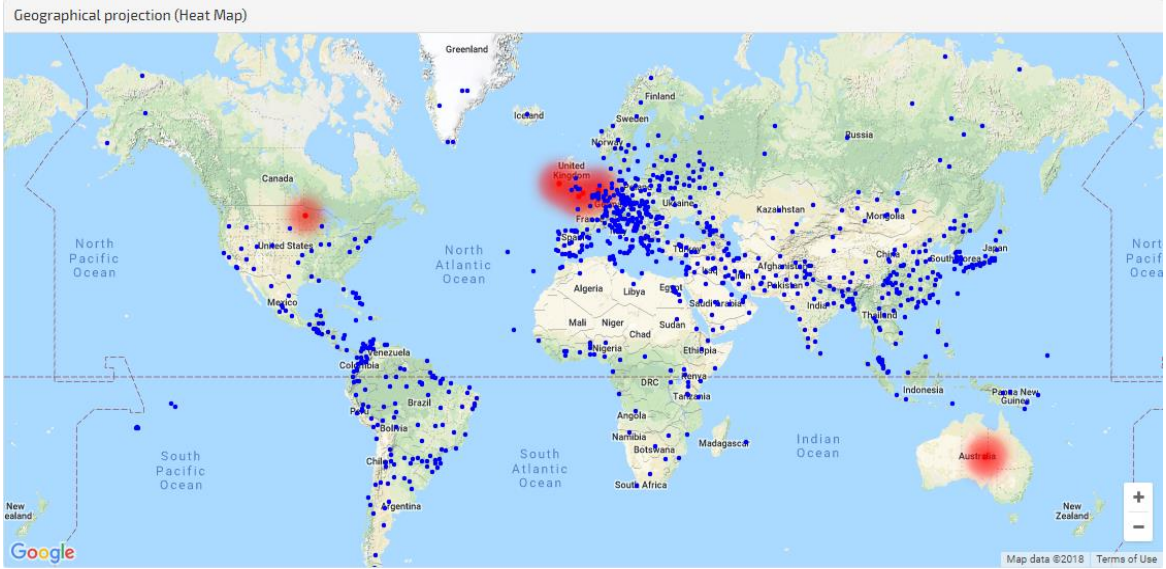 Geographical projection (Heat Map)
Greenland
Iceland
Finland
Sweden
Norway
Russia
United
Kingdom
Canada
Poland
Ukraine
Kazakhstan
Mongolia
Spain
Turkey
United States
North
Pacific
Ocean
North
Atlantic
Ocean
China
South Korea
Japan
Iraq
Iran
Afghanistan
Pakistan
Algeria
Libya
Egypt
Saudi Arabia
India
Mexico
Mali
Niger
Chad
Sudan
Thailand
Nigeria
Ethiopia
Venezuela
Colombia
DRC
Kenya
Tanzania
Indonesia
Papua New
Guinea
Brazil
Peru
Bolivia
Angola
Namibia
Botswana
Madagascar
Indian
Ocean
South
Pacific
Ocean
South
Atlantic
Ocean
Chile
Australia
South Africa
Argentina
New
ealand
New
Zealand
+
−
Google
Map data ©2018
Terms of Use